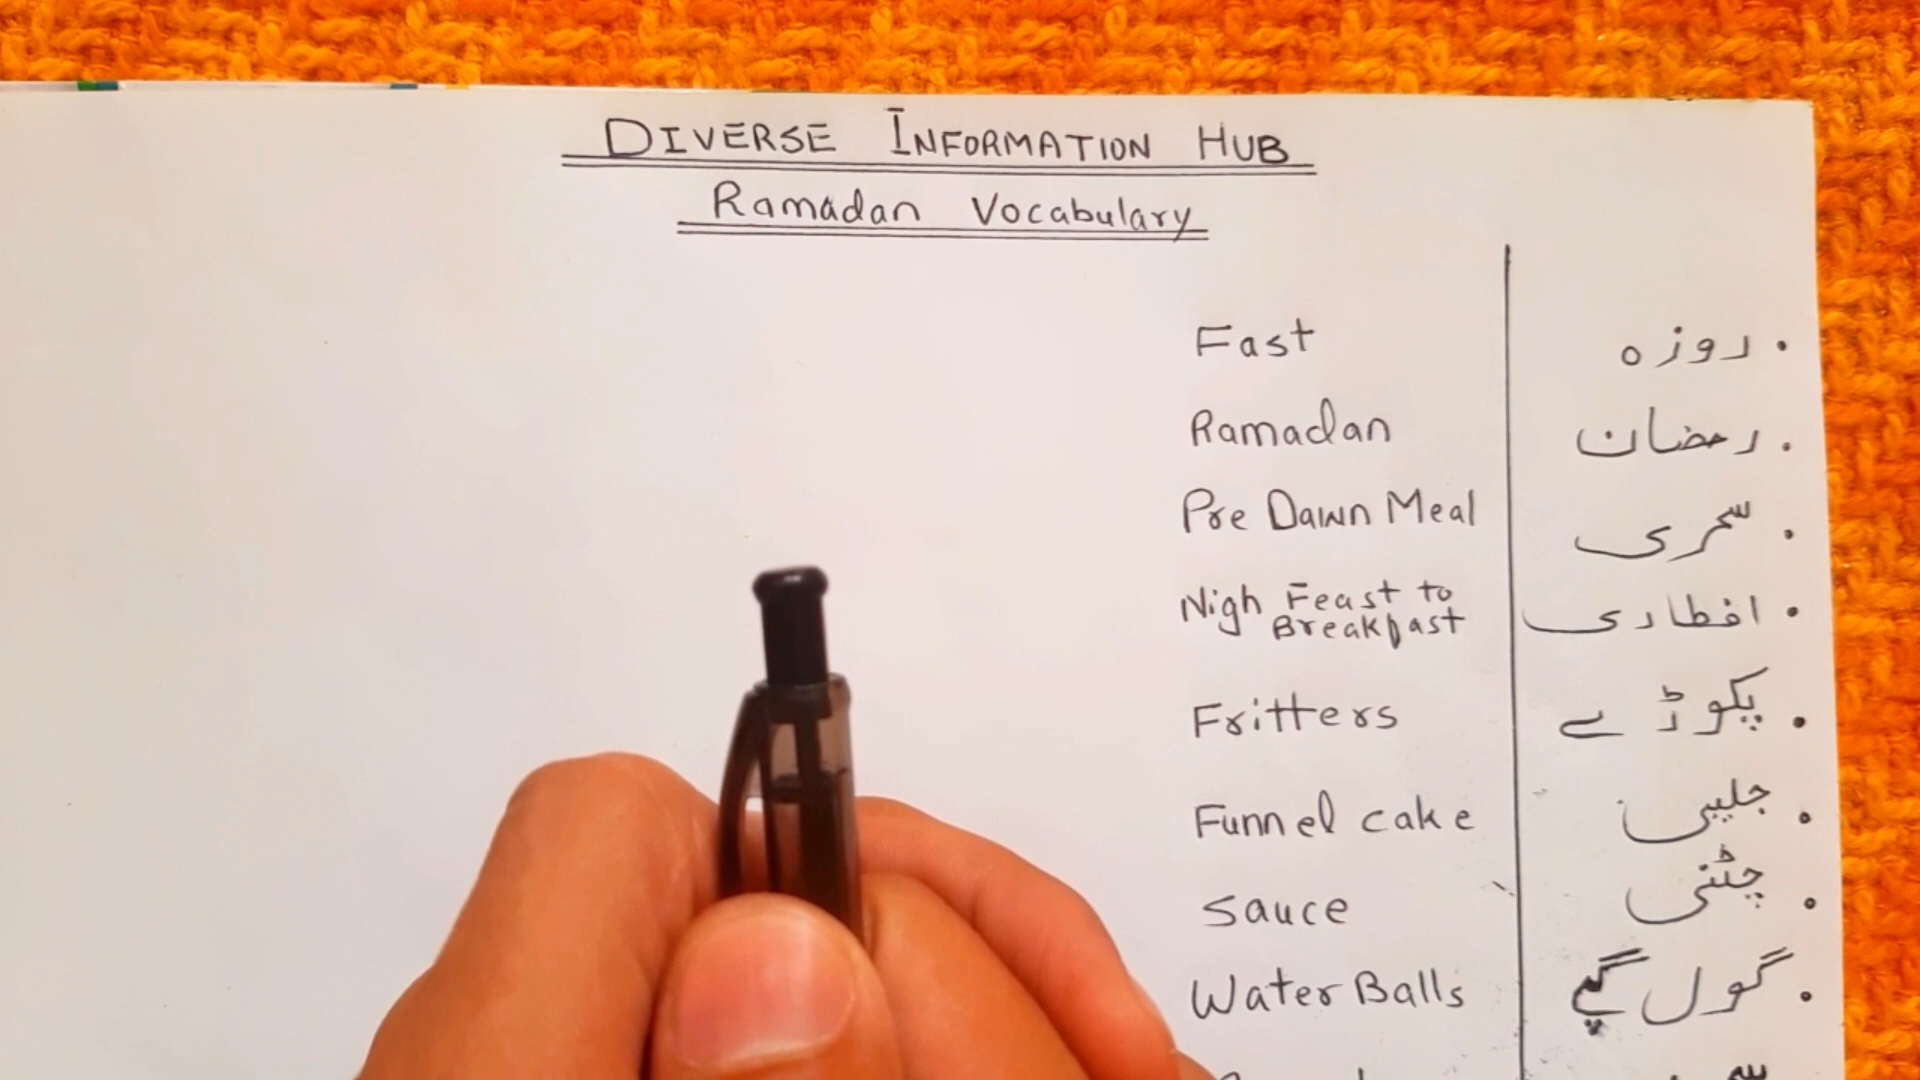 DIVERSE INFORMATION HUB
Ramadan Vocabulary
Fast
روزہ .
Ramadan
رمضان .
Pre Dawn Meal
سحری .
Nigh Feast to
Breakfast
افطاری .
Fritters
پکوڑے .
Funnel cake
جلیبی .
Sauce
چٹنی .
Water Balls
گول گپے .